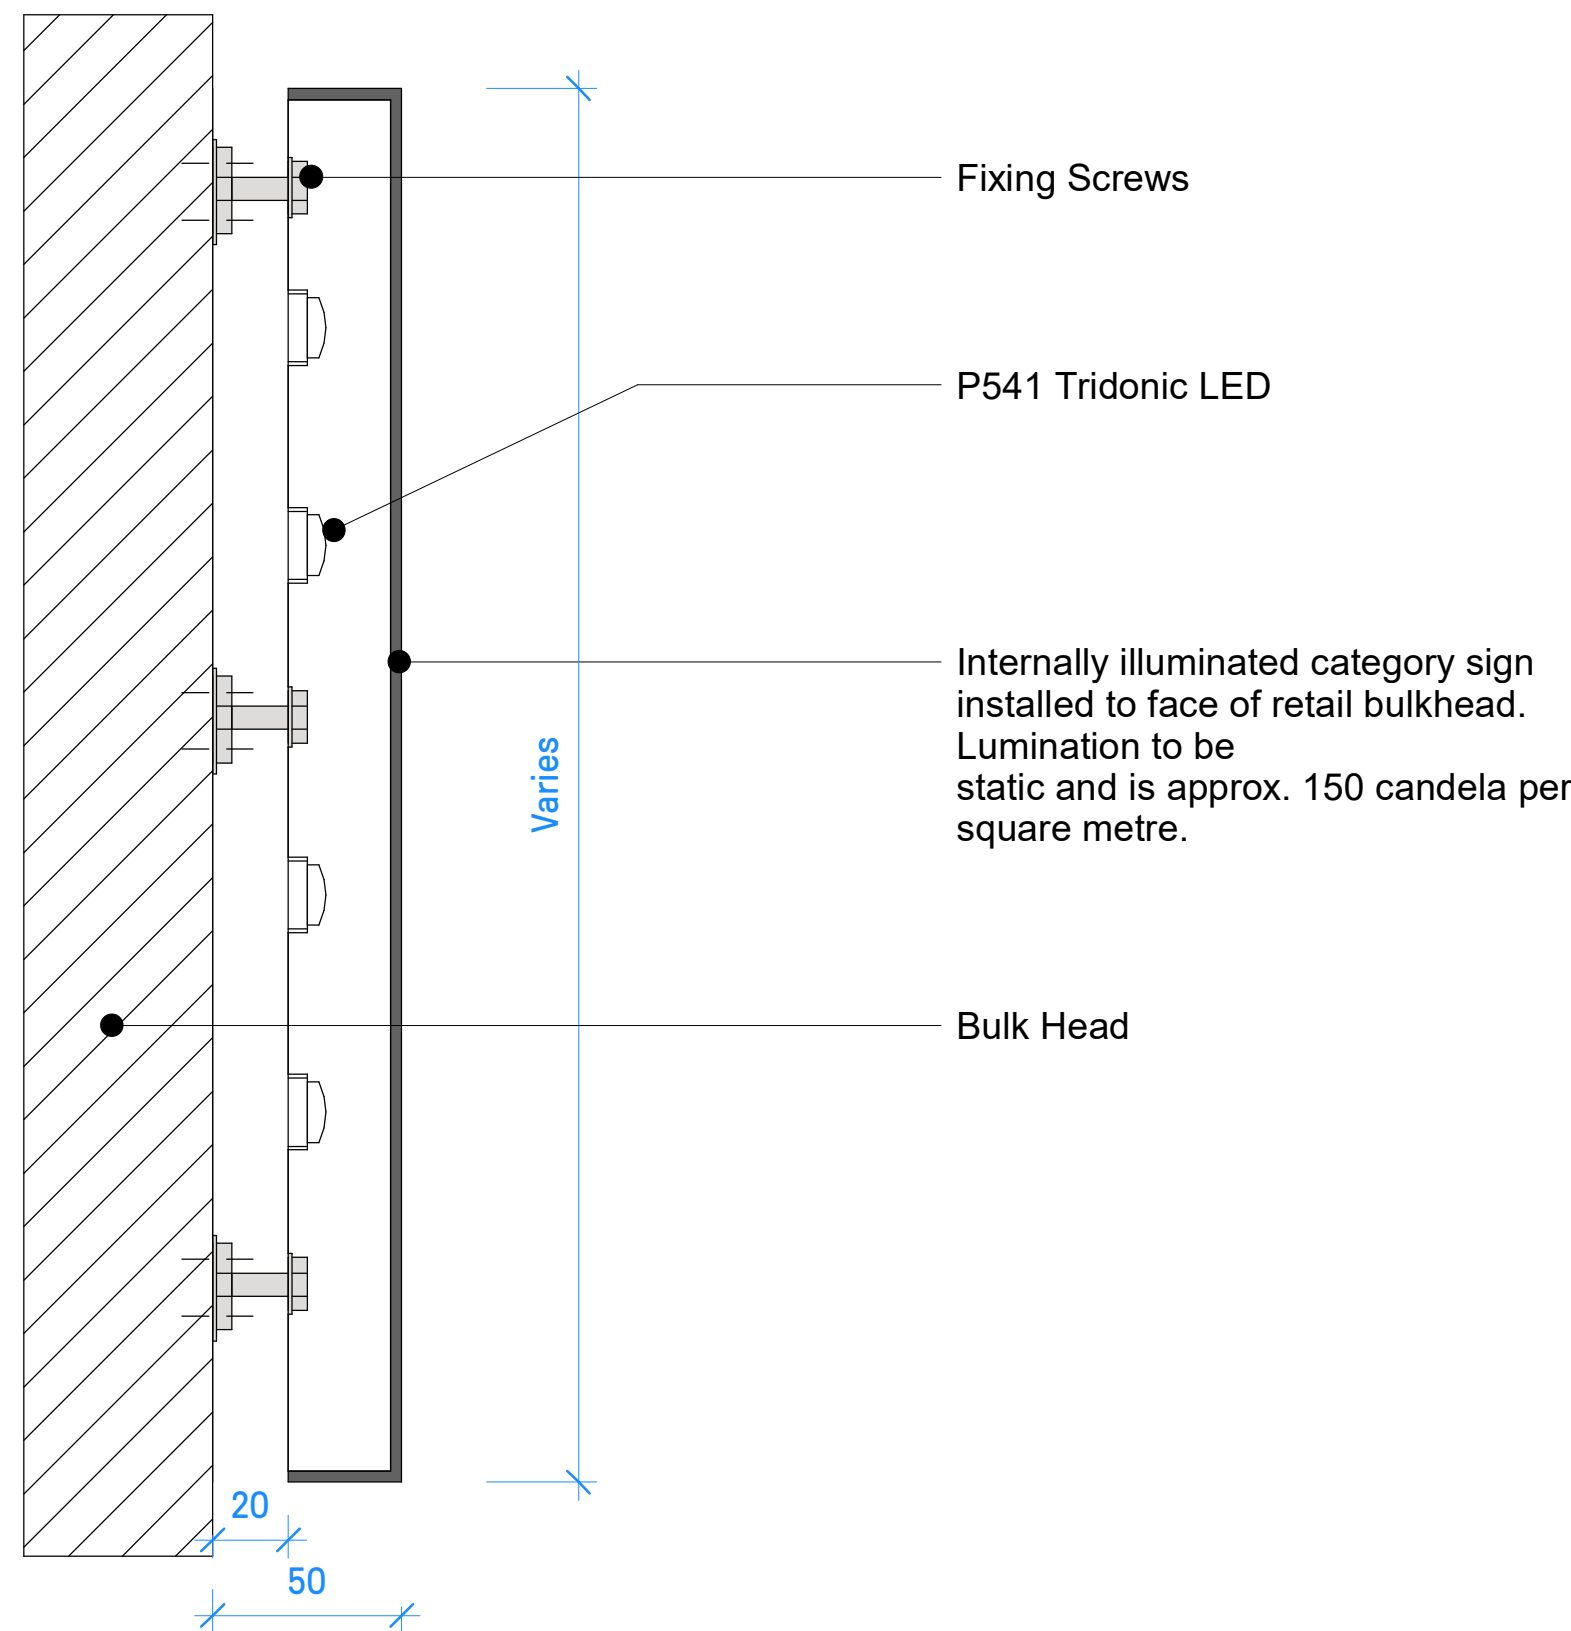 Fixing Screws
P541 Tridonic LED
Internally illuminated category sign
installed to face of retail bulkhead.
Lumination to be
static and is approx. 150 candela per
square metre.
Varies
Bulk Head
20
50